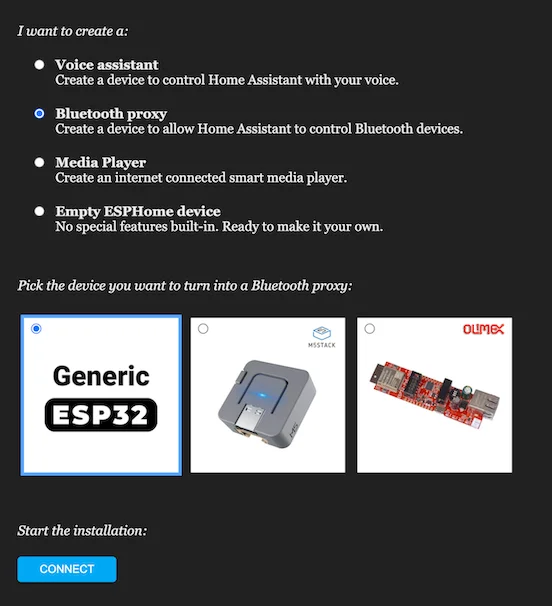 I want to create a:
Voice assistant
Create a device to control Home Assistant with your voice.
Bluetooth proxy
Create a device to allow Home Assistant to control Bluetooth devices.
Media Player
Create an internet connected smart media player.
Empty ESPHome device
No special features built-in. Ready to make it your own.
Pick the device you want to turn into a Bluetooth proxy:
Generic
ESP32
M5STACK
OLIMEX
Start the installation:
CONNECT